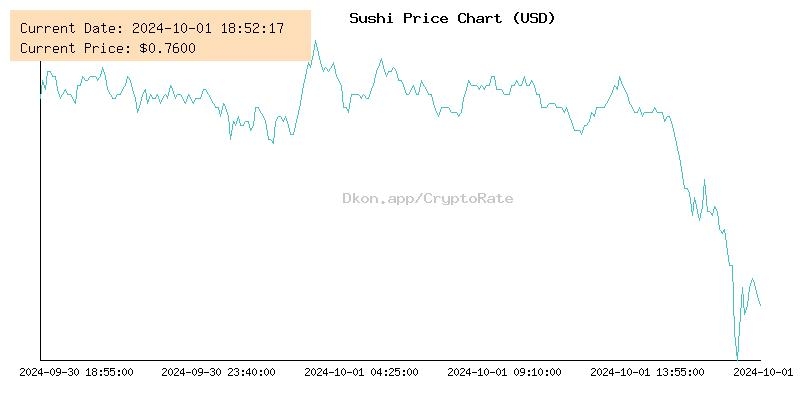 Sushi Price Chart (USD)
Current Date: 2024-10-01 18:52:17
Current Price: $0.7600
Dkon.app/CryptoRate
2024-09-30 18:55:00 2024-09-30 23:40:00 2024-10-01 04:25:00 2024-10-01 09:10:00 2024-10-01 13:55:00 2024-10-01